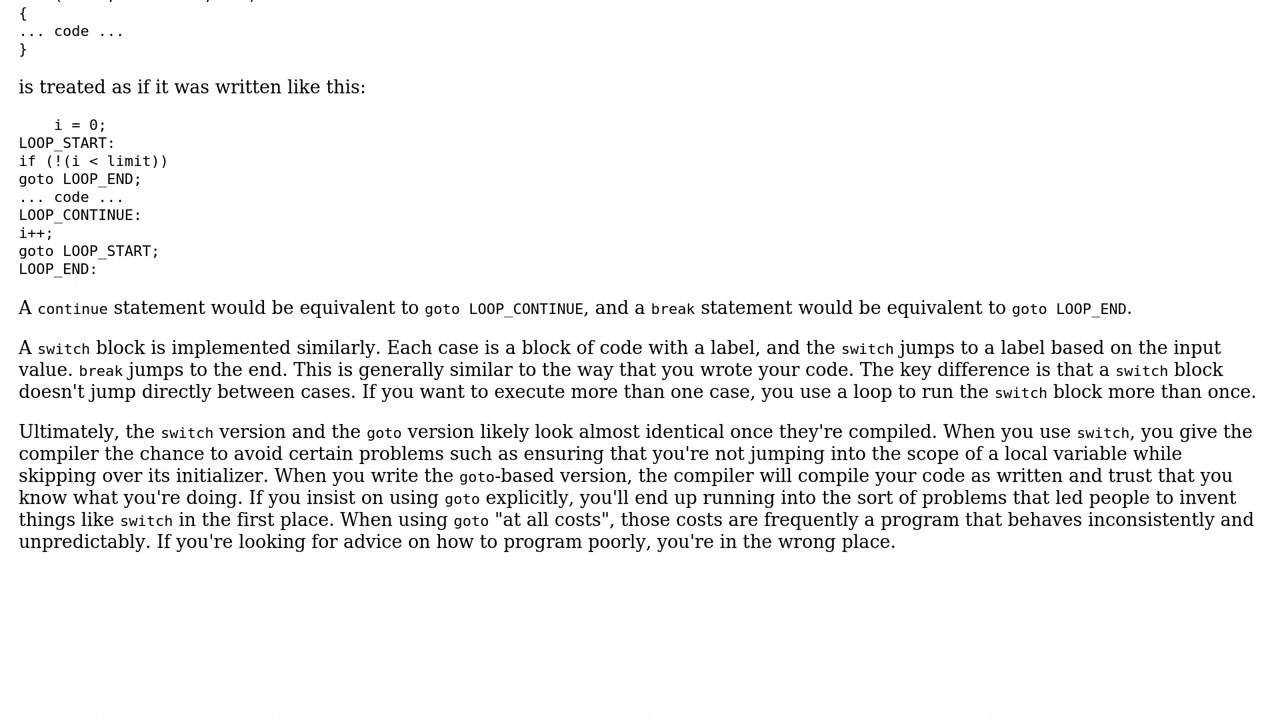 {
... code ...
}
is treated as if it was written like this:
i = 0;
LOOP_START:
if (!(i < limit))
goto LOOP_END;
... code ...
LOOP_CONTINUE:
i++;
goto LOOP_START;
LOOP_END:
A continue statement would be equivalent to goto LOOP_CONTINUE, and a break statement would be equivalent to goto LOOP_END.
A switch block is implemented similarly. Each case is a block of code with a label, and the switch jumps to a label based on the input
value. break jumps to the end. This is generally similar to the way that you wrote your code. The key difference is that a switch block
doesn't jump directly between cases. If you want to execute more than one case, you use a loop to run the switch block more than once.
Ultimately, the switch version and the goto version likely look almost identical once they're compiled. When you use switch, you give the
compiler the chance to avoid certain problems such as ensuring that you're not jumping into the scope of a local variable while
skipping over its initializer. When you write the goto-based version, the compiler will compile your code as written and trust that you
know what you're doing. If you insist on using goto explicitly, you'll end up running into the sort of problems that led people to invent
things like switch in the first place. When using goto "at all costs", those costs are frequently a program that behaves inconsistently and
unpredictably. If you're looking for advice on how to program poorly, you're in the wrong place.